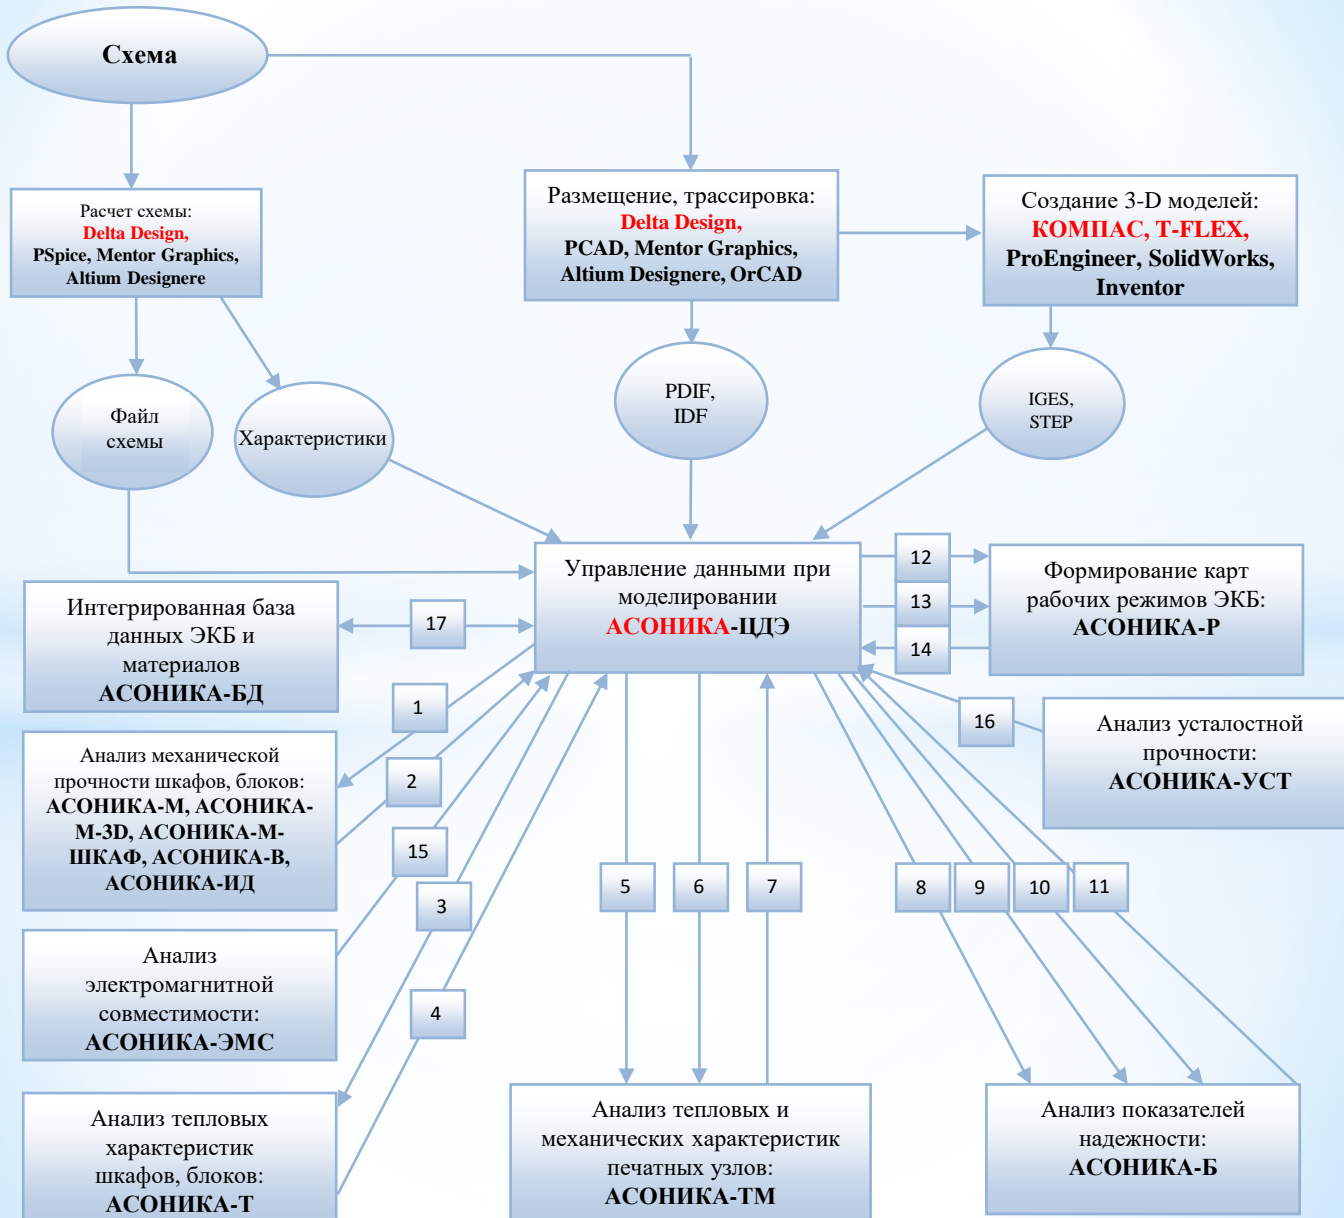 Схема
Расчет схемы:
Delta Design,
PSpice, Mentor Graphics,
Altium Designere
Размещение, трассировка:
Delta Design,
PCAD, Mentor Graphics,
Altium Designere, OrCAD
Создание 3-D моделей:
КОМПАС, T-FLEX,
ProEngineer, SolidWorks,
Inventor
Файл
схемы
Характеристики
PDIF,
IDF
IGES,
STEP
Управление данными при
моделировании
АСОНИКА-ЦДЭ
12
13
14
Формирование карт
рабочих режимов ЭКБ:
АСОНИКА-Р
Интегрированная база
данных ЭКБ и
материалов
АСОНИКА-БД
17
1
2
15
3
4
5
6
7
8
9
10
11
16
Анализ усталостной
прочности:
АСОНИКА-УСТ
Анализ механической
прочности шкафов, блоков:
АСОНИКА-М, АСОНИКА-
М-3D, АСОНИКА-М-
ШКАФ, АСОНИКА-В,
АСОНИКА-ИД
Анализ
электромагнитной
совместимости:
АСОНИКА-ЭМС
Анализ тепловых
характеристик
шкафов, блоков:
АСОНИКА-Т
Анализ тепловых и
механических характеристик
печатных узлов:
АСОНИКА-ТМ
Анализ показателей
надежности:
АСОНИКА-Б